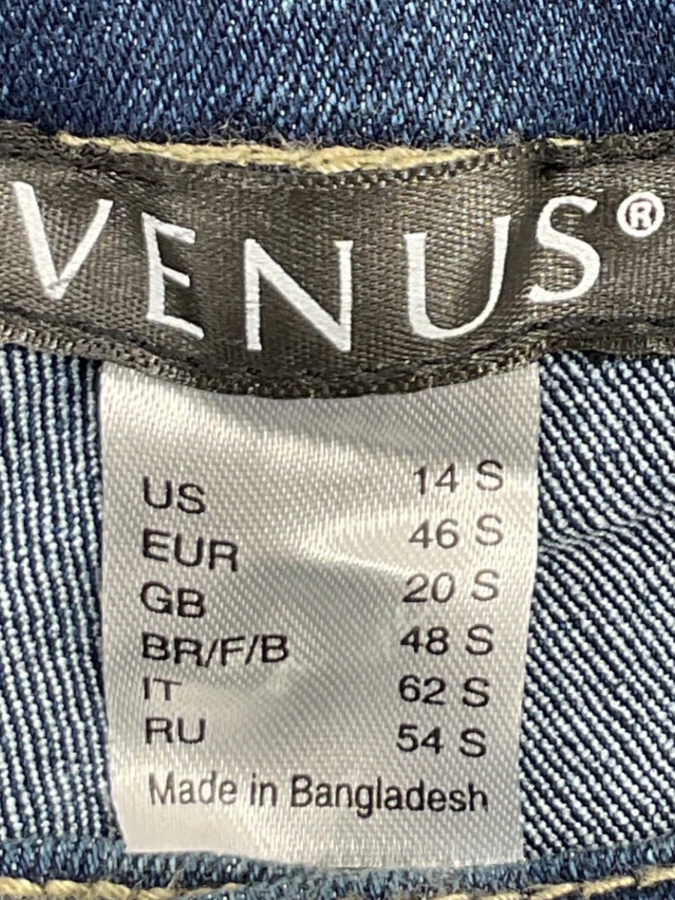 VENUS®
US 14 S
EUR 46 S
GB 20 S
BR/F/B 48 S
IT 62 S
RU 54 S
Made in Bangladesh